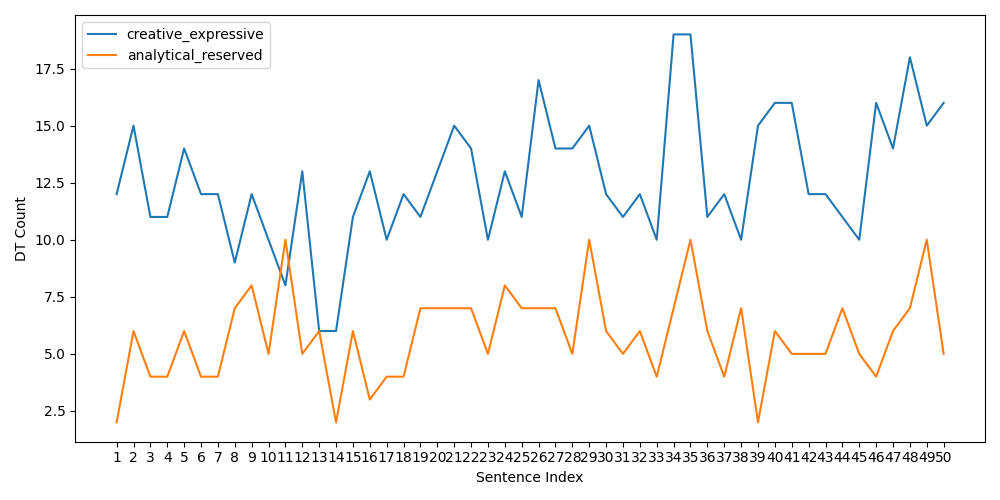 creative_expressive
analytical_reserved
17.5
15.0
12.5
10.0
7.5
5.0
2.5
DT Count
1 2 3 4 5 6 7 8 9 10 11 12 13 14 15 16 17 18 19 20 21 22 23 24 25 26 27 28 29 30 31 32 33 34 35 36 37 38 39 40 41 42 43 44 45 46 47 48 49 50
Sentence Index